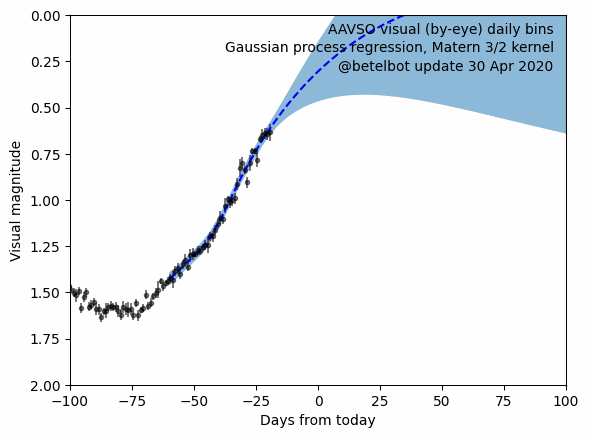 AAVSO visual (by-eye) daily bins
Gaussian process regression, Matern 3/2 kernel
@betelbot update 30 Apr 2020
Visual magnitude
0.00
0.25
0.50
0.75
1.00
1.25
1.50
1.75
2.00
−100 −75 −50 −25 0 25 50 75 100
Days from today